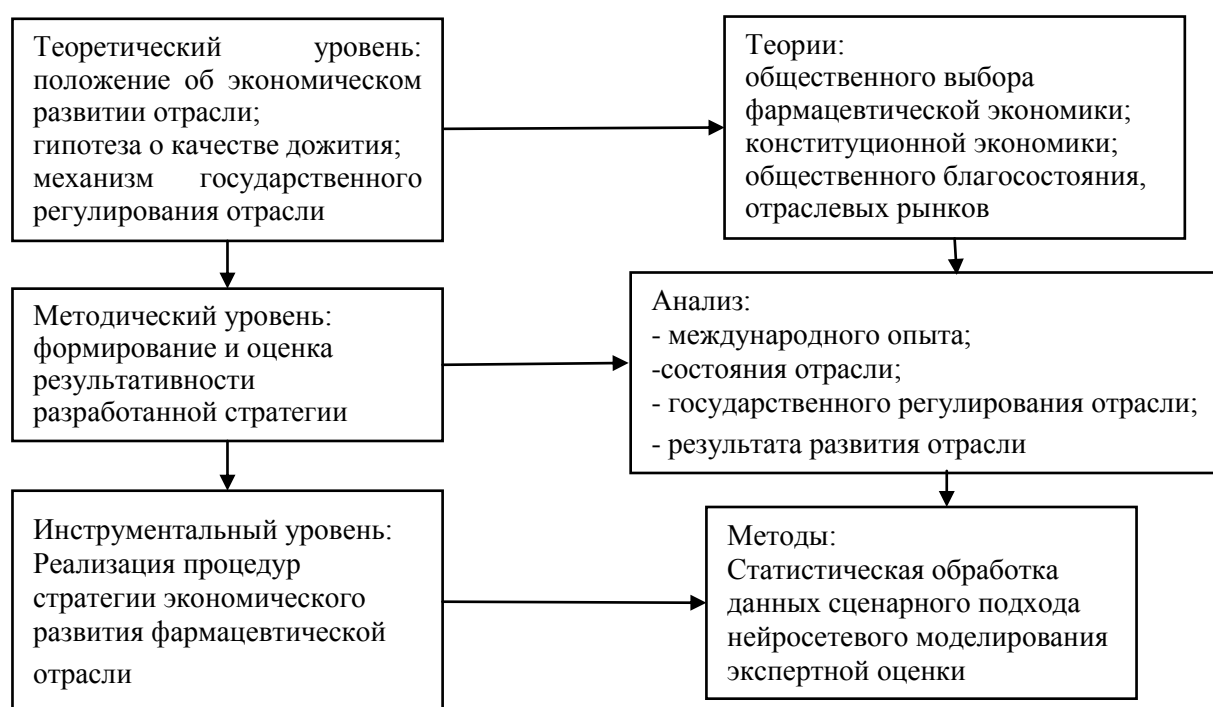 Теоретический уровень:
положение об экономическом
развитии отрасли;
гипотеза о качестве дожития;
механизм государственного
регулирования отрасли
Теории:
общественного выбора
фармацевтической экономики;
конституционной экономики;
общественного благосостояния,
отраслевых рынков
Методический уровень:
формирование и оценка
результативности
разработанной стратегии
Анализ:
- международного опыта;
-состояния отрасли;
- государственного регулирования отрасли;
- результата развития отрасли
Инструментальный уровень:
Реализация процедур
стратегии экономического
развития фармацевтической
отрасли
Методы:
Статистическая обработка
данных сценарного подхода
нейросетевого моделирования
экспертной оценки